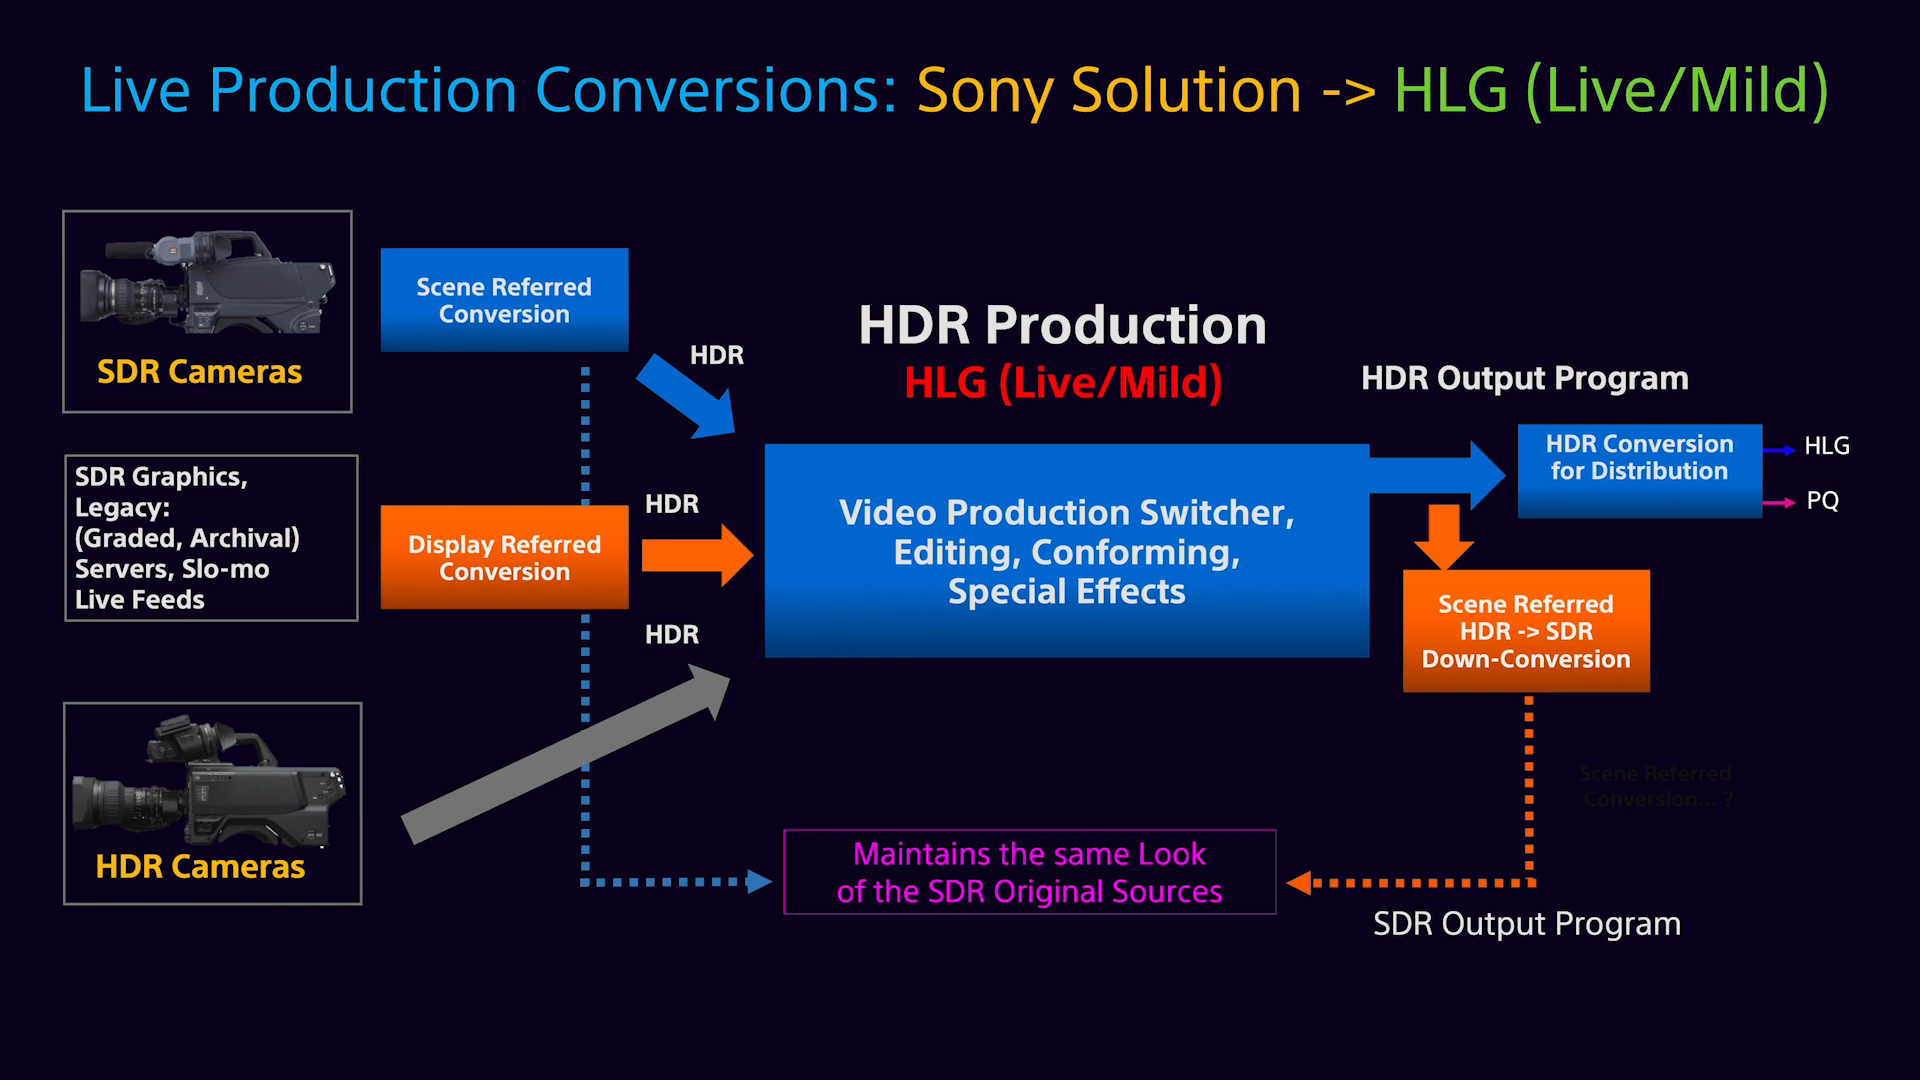 Live Production Conversions: Sony Solution -> HLG (Live/Mild)
SDR Cameras
Scene Referred
Conversion
HDR
HDR Production
HLG (Live/Mild)
HDR Output Program
SDR Graphics,
Legacy:
(Graded, Archival)
Servers, Slo-mo
Live Feeds
Display Referred
Conversion
HDR
HDR
Video Production Switcher,
Editing, Conforming,
Special Effects
HDR Conversion
for Distribution
HLG
PQ
Scene Referred
HDR -> SDR
Down-Conversion
Scene Referred
Conversion... ?
HDR Cameras
Maintains the same Look
of the SDR Original Sources
SDR Output Program